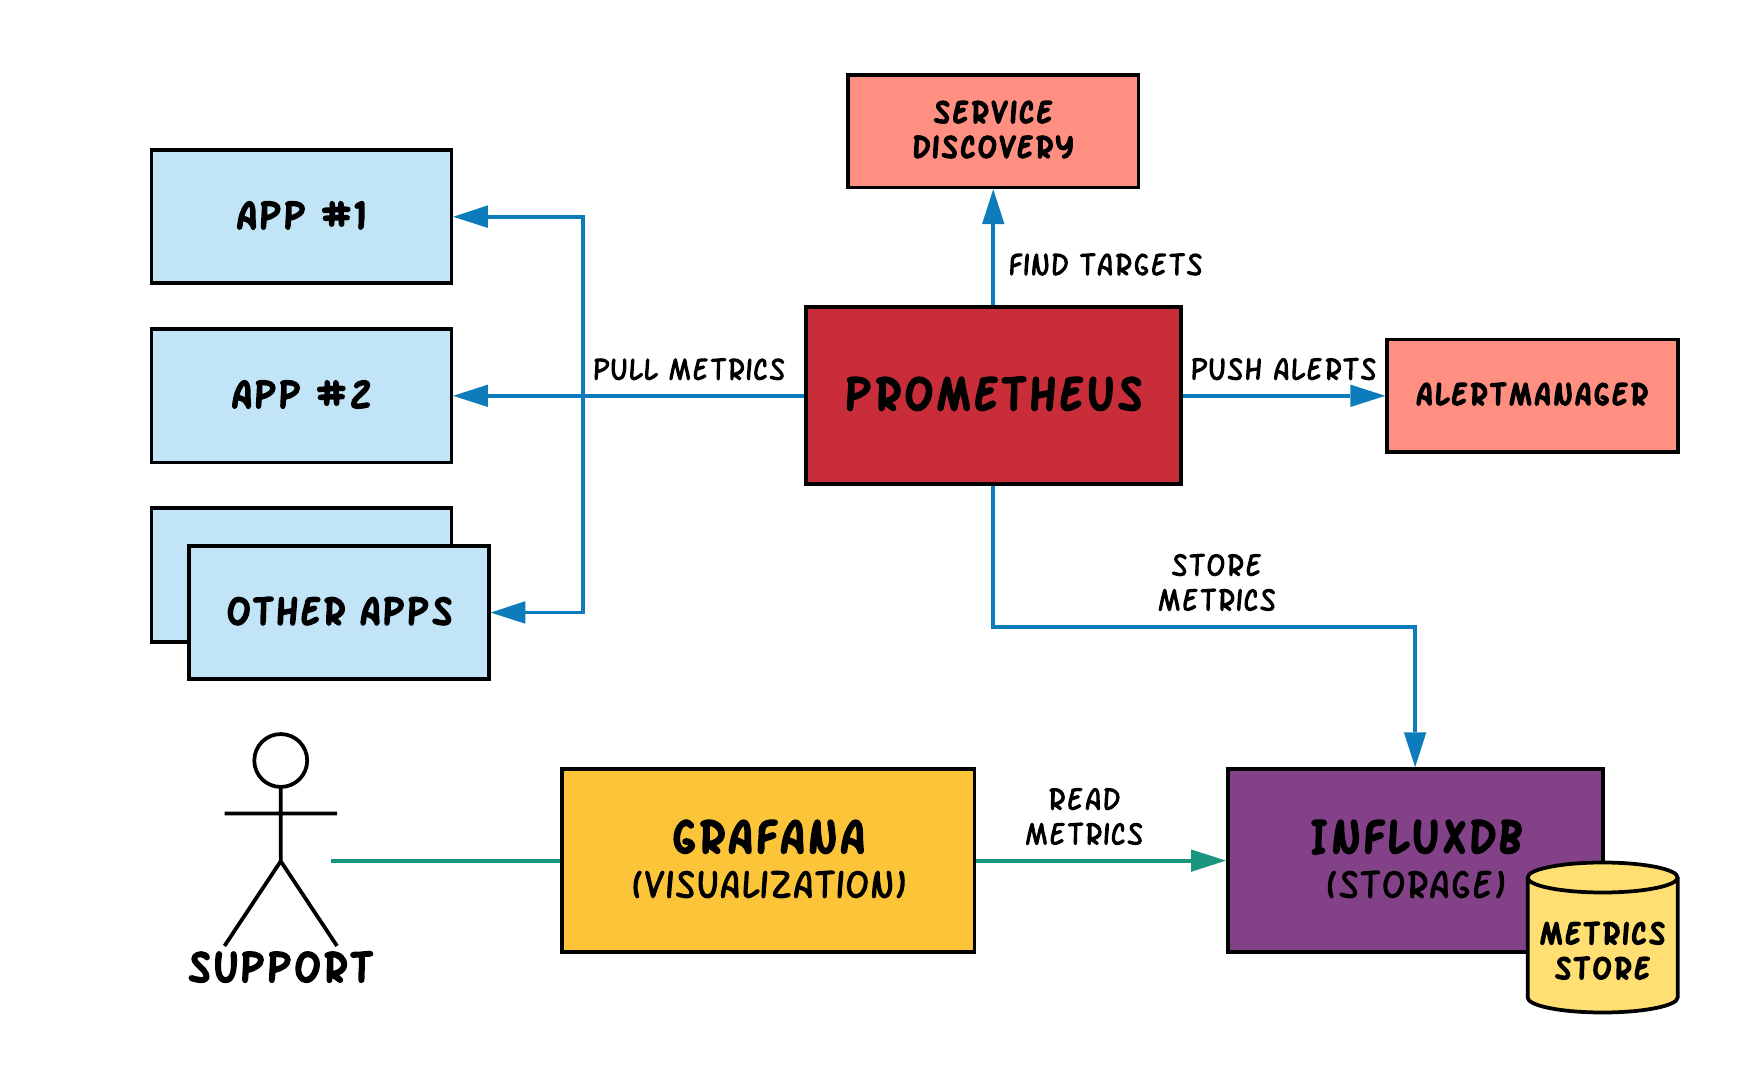 SERVICE
DISCOVERY
APP #1
FIND TARGETS
APP #2
PULL METRICS
PROMETHEUS
PUSH ALERTS
ALERTMANAGER
OTHER APPS
STORE
METRICS
SUPPORT
GRAFANA
(VISUALIZATION)
READ
METRICS
INFLUXDB
(STORAGE)
METRICS
STORE